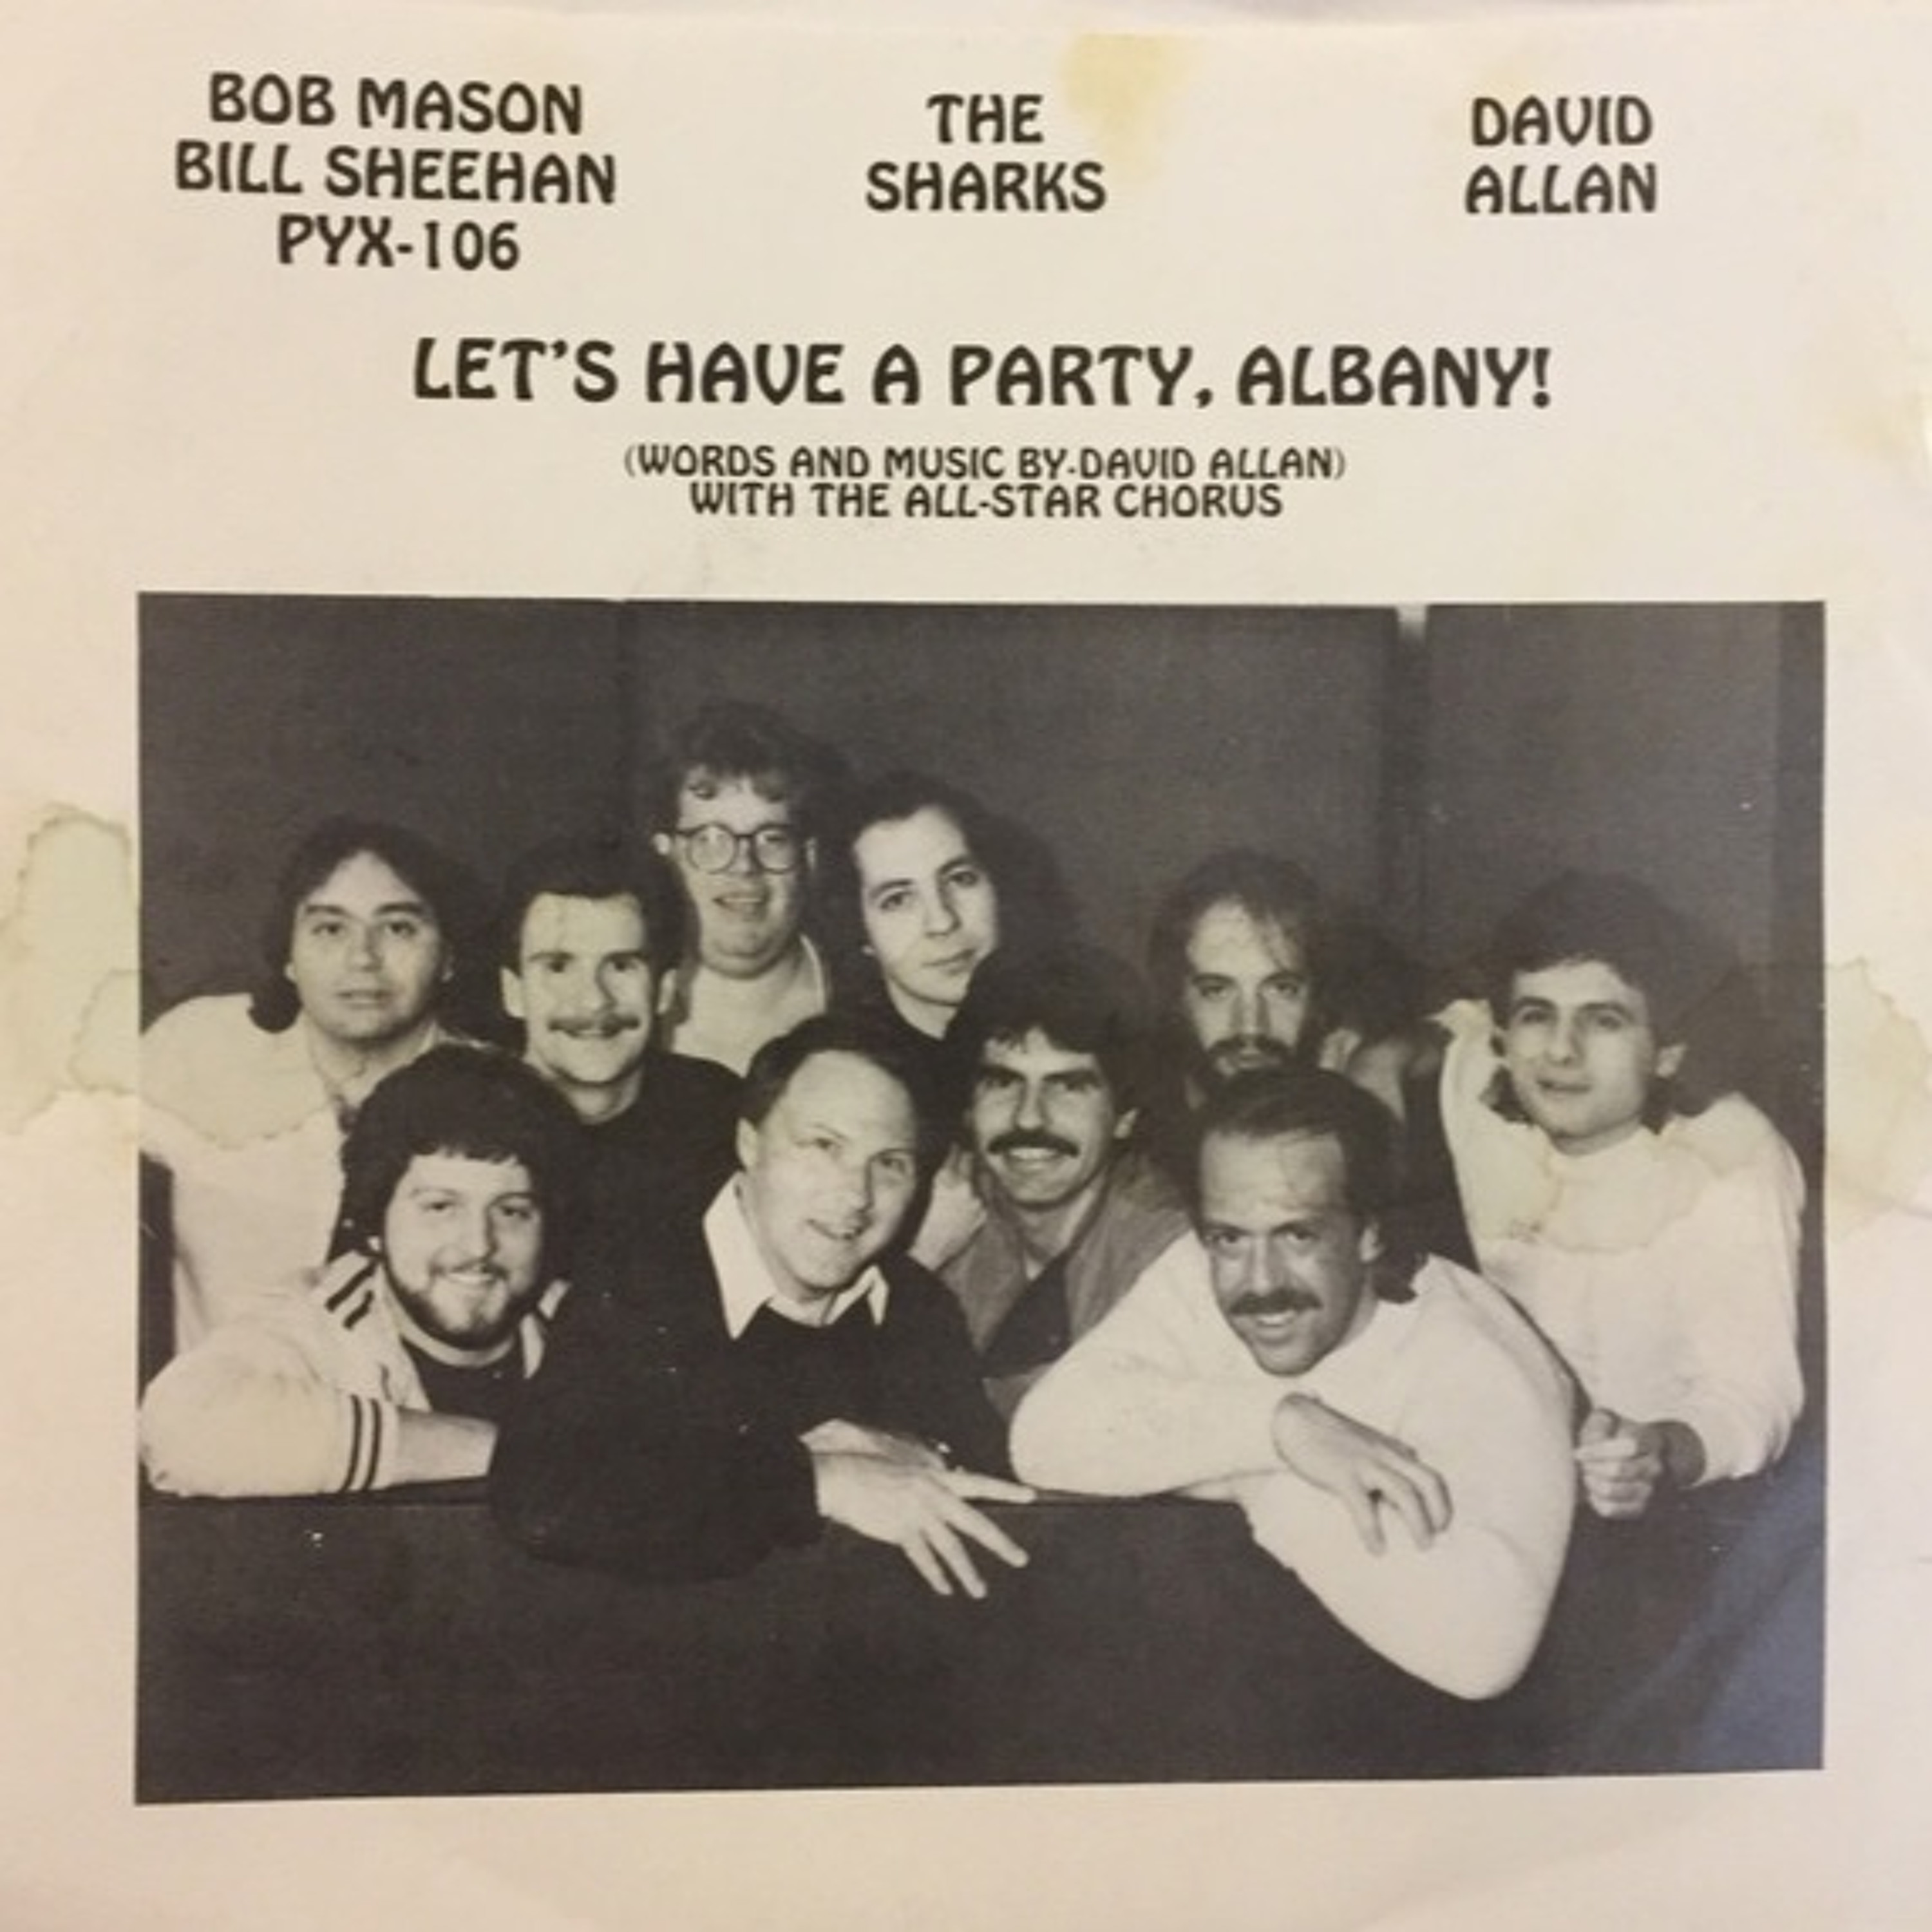 BOB MASON
BILL SHEEHAN
PYX-106
THE
SHARKS
DAVID
ALLAN
LET'S HAVE A PARTY, ALBANY!
(WORDS AND MUSIC BY-DAVID ALLAN)
WITH THE ALL-STAR CHORUS